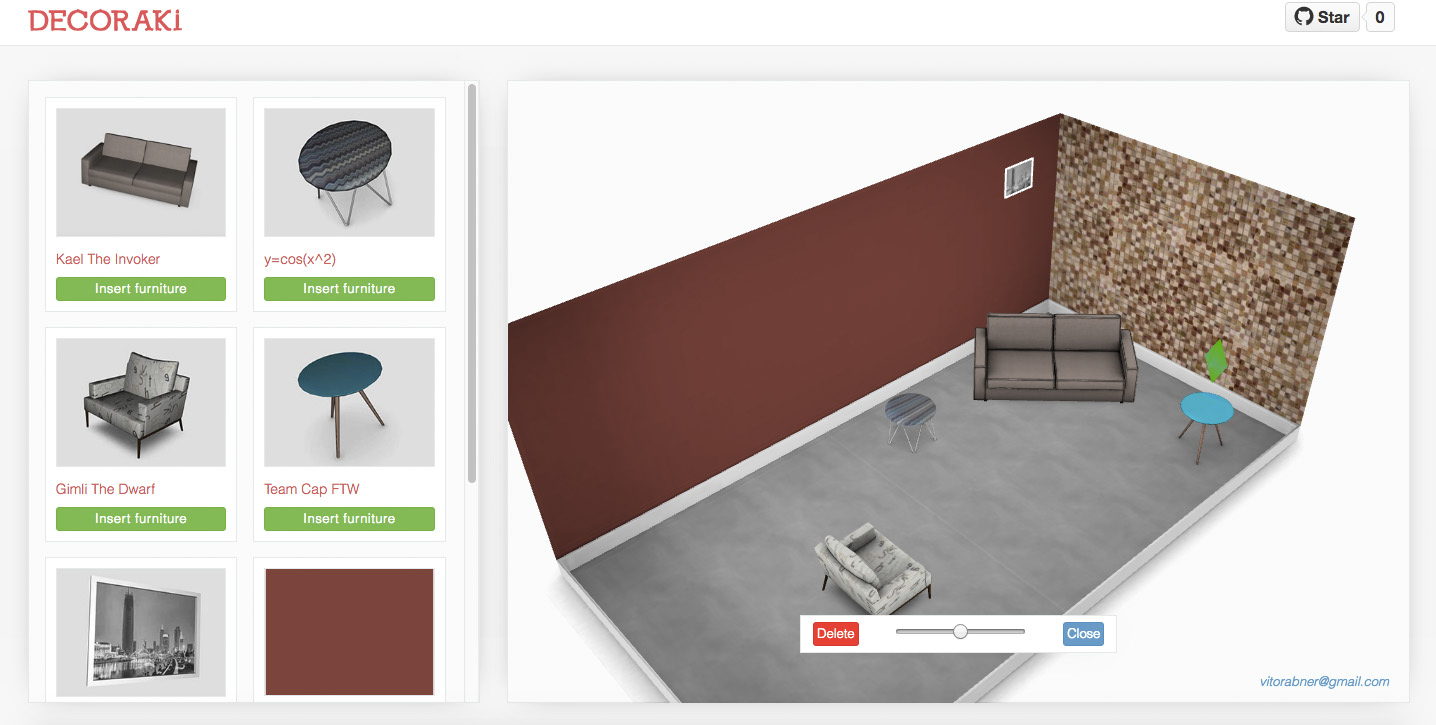 DECORAKI
Star 0
Kael The Invoker
y=cos(x^2)
Insert furniture
Insert furniture
Gimli The Dwarf
Team Cap FTW
Insert furniture
Insert furniture
Delete
Close
vitorabner@gmail.com